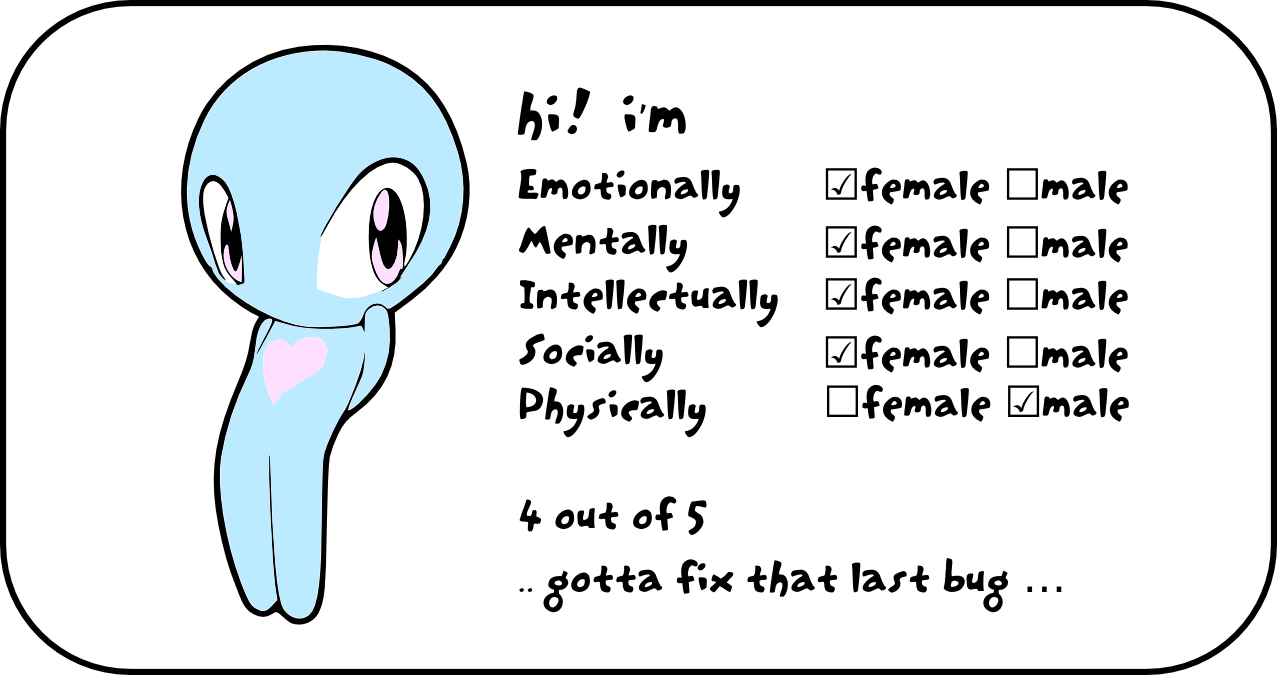 hi! i'm
Emotionally ☑female ☐male
Mentally ☑female ☐male
Intellectually ☑female ☐male
Socially ☑female ☐male
Physically ☐female ☑male
4 out of 5
.. gotta fix that last bug ...